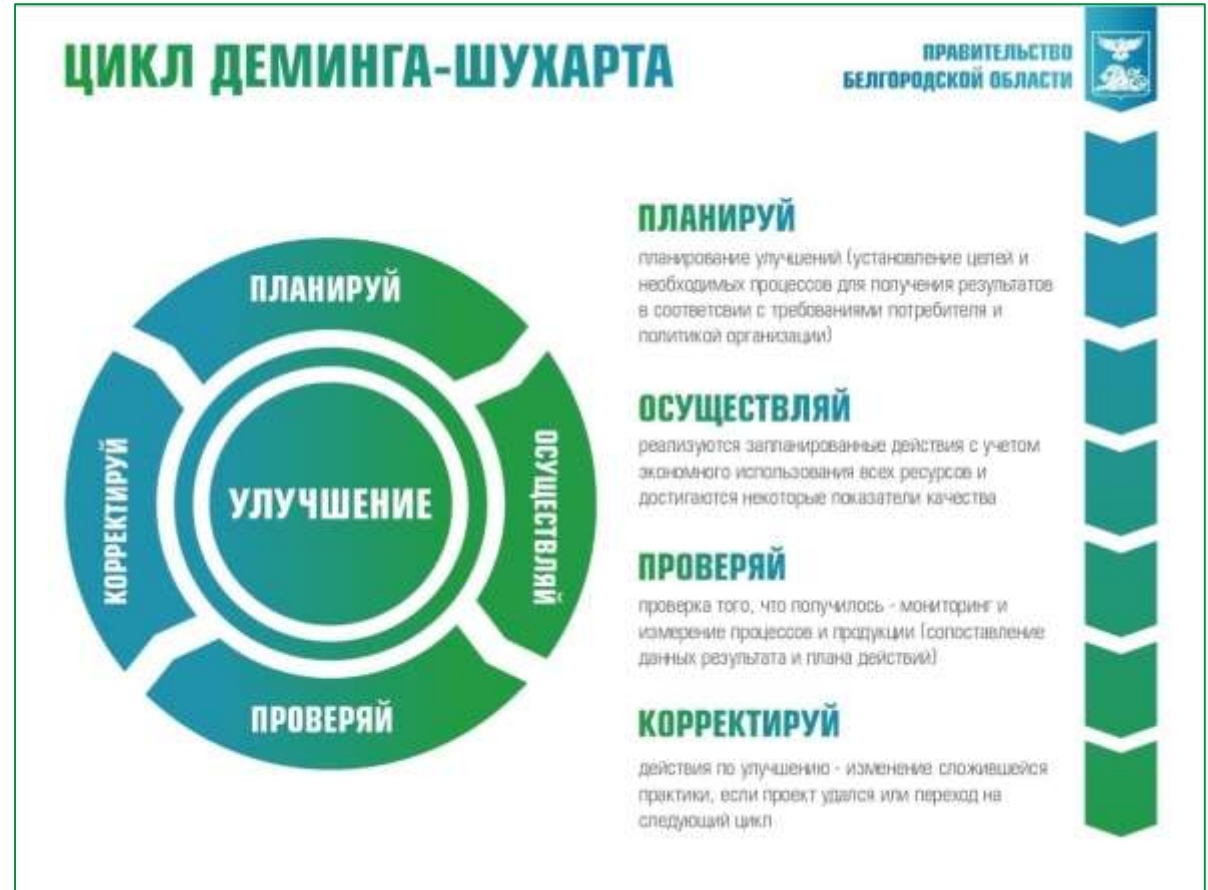 ЦИКЛ ДЕМИНГА-ШУХАРТА
ПРАВИТЕЛЬСТВО
БЕЛГОРОДСКОЙ ОБЛАСТИ
ПЛАНИРУЙ
ОСУЩЕСТВЛЯЙ
ПРОВЕРЯЙ
КОРРЕКТИРУЙ
УЛУЧШЕНИЕ
ПЛАНИРУЙ
планирование улучшений (установление целей и
необходимых процессов для получения результатов
в соответсвии с требованиями потребителя и
политикой организации)
ОСУЩЕСТВЛЯЙ
реализуются запланированные действия с учетом
экономного использования всех ресурсов и
достигаются некоторые показатели качества
ПРОВЕРЯЙ
проверка того, что получилось - мониторинг и
измерение процессов и продукции (сопоставление
данных результата и плана действий)
КОРРЕКТИРУЙ
действия по улучшению - изменение сложившейся
практики, если проект удался или переход на
следующий цикл